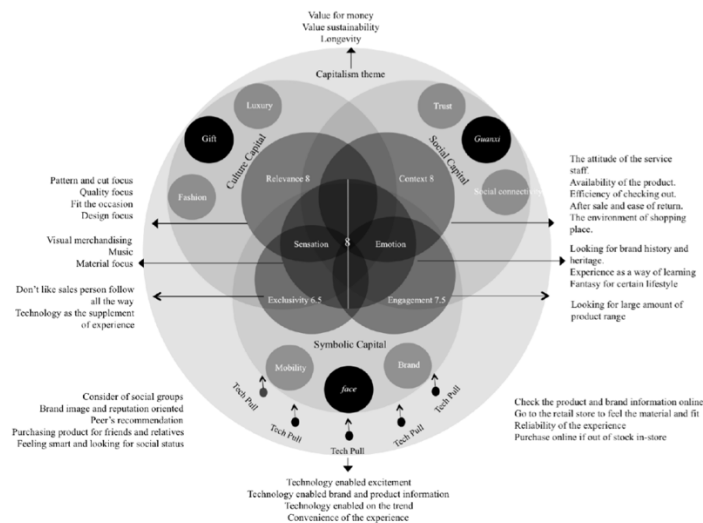 Value for money
Value sustainability
Longevity
Capitalism theme
Luxury
Trust
Gift
Guanxi
Culture Capital
Social Capital
Fashion
Social connectivity
Relevance 8
Context 8
Pattern and cut focus
Quality focus
Fit the occasion
Design focus
The attitude of the service
staff.
Availability of the product.
Efficiency of checking out.
After sale and ease of return.
The environment of shopping
place.
Visual merchandising
Music
Material focus
Sensation
8
Emotion
Looking for brand history and
heritage.
Experience as a way of learning
Fantasy for certain lifestyle
Don't like sales person follow
all the way
Technology as the supplement
of experience
Exclusivity 6.5
Engagement 7.5
Looking for large amount of
product range
Symbolic Capital
Mobility
face
Brand
Tech Pull
Tech Pull
Tech Pull
Tech Pull
Tech Pull
Consider of social groups
Brand image and reputation oriented
Peer's recommendation
Purchasing product for friends and relatives
Feeling smart and looking for social status
Check the product and brand information online
Go to the retail store to feel the material and fit
Reliability of the experience
Purchase online if out of stock in-store
Technology enabled excitement
Technology enabled brand and product information
Technology enabled on the trend
Convenience of the experience